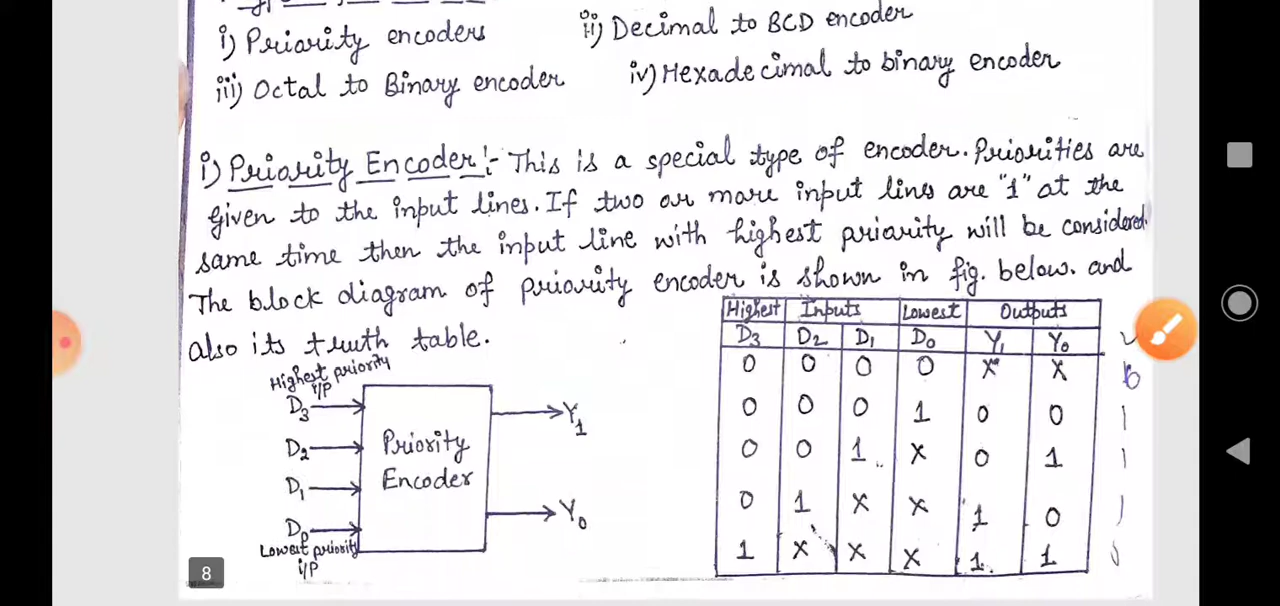 i) Priority encoders
ii) Decimal to BCD encoder
iii) Octal to Binary encoder
iv) Hexadecimal to binary encoder
i) Priority Encoder:- This is a special type of encoder. Priorities are
given to the input lines. If two or more input lines are "1" at the
same time then the input line with highest priority will be considered.
The block diagram of priority encoder is shown in fig. below. and
also its truth table.
Highest priority
I/P
D3
D2
D1
D0
Lowest priority
I/P
Priority
Encoder
Y1
Y0
Highest Inputs Lowest Outputs
D3 D2 D1 D0 Y1 Y0
0 0 0 0 X X
0 0 0 1 0 0 1
0 0 1 X 0 1 1
0 1 X X 1 0
1 X X X 1 1
8